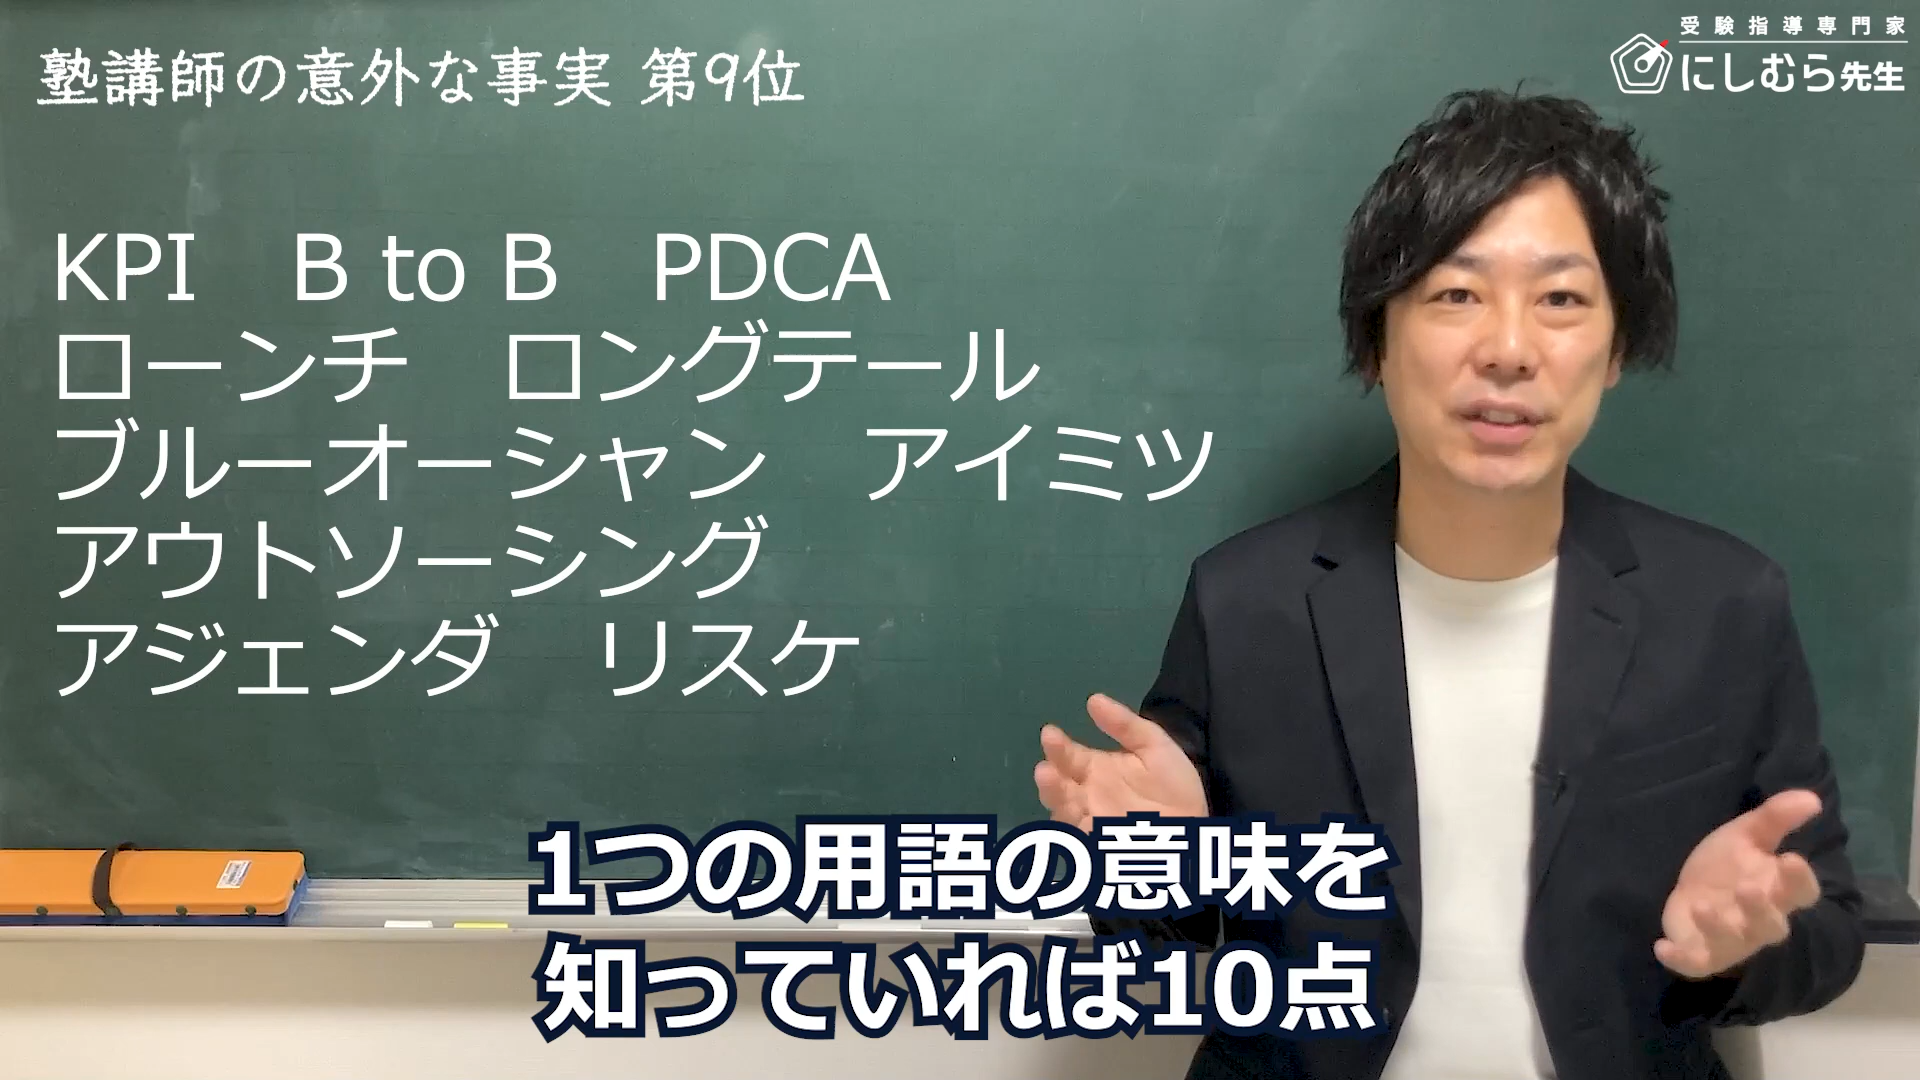 塾講師の意外な事実 第9位
受験指導専門家
にしむら先生
KPI B to B PDCA
ローンチ ロングテール
ブルーオーシャン アイミツ
アウトソーシング
アジェンダ リスケ
1つの用語の意味を
知っていれば10点